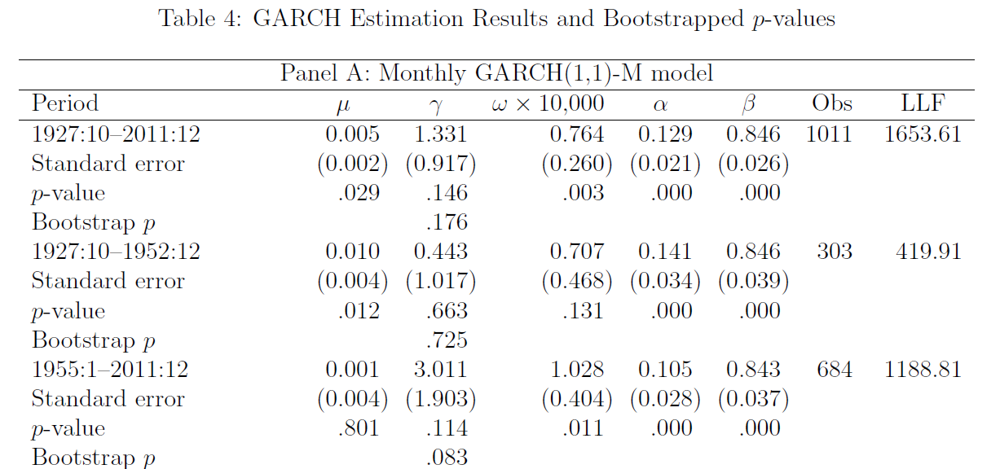 Table 4: GARCH Estimation Results and Bootstrapped p-values
Panel A: Monthly GARCH(1,1)-M model
Period μ γ ω × 10,000 α β Obs LLF
1927:10–2011:12 0.005 1.331 0.764 0.129 0.846 1011 1653.61
Standard error (0.002) (0.917) (0.260) (0.021) (0.026)
p-value .029 .146 .003 .000 .000
Bootstrap p .176
1927:10–1952:12 0.010 0.443 0.707 0.141 0.846 303 419.91
Standard error (0.004) (1.017) (0.468) (0.034) (0.039)
p-value .012 .663 .131 .000 .000
Bootstrap p .725
1955:1–2011:12 0.001 3.011 1.028 0.105 0.843 684 1188.81
Standard error (0.004) (1.903) (0.404) (0.028) (0.037)
p-value .801 .114 .011 .000 .000
Bootstrap p .083